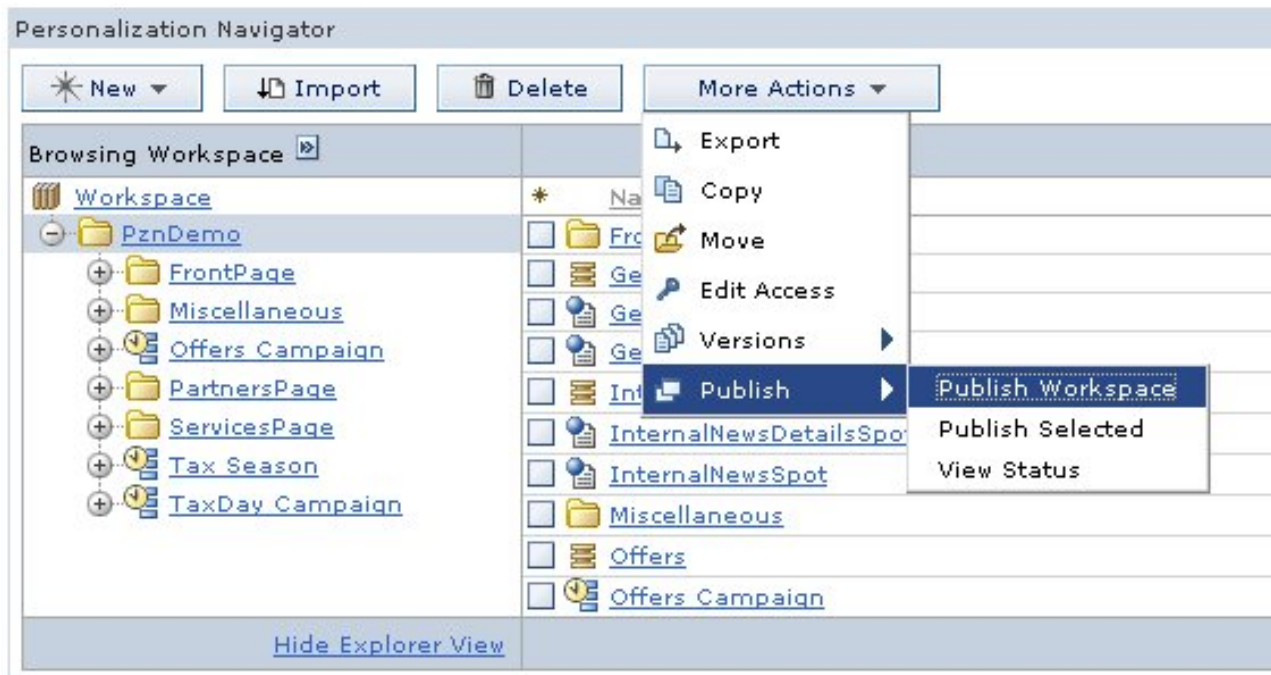 Personalization Navigator
New Import Delete More Actions
Browsing Workspace
Workspace
PznDemo
FrontPage
Miscellaneous
Offers Campaign
PartnersPage
ServicesPage
Tax Season
TaxDay Campaign
Hide Explorer View
Export
Copy
Move
Edit Access
Versions
Publish
Publish Workspace
Publish Selected
View Status
InternalNewsDetailsSpo
InternalNewsSpot
Miscellaneous
Offers
Offers Campaign